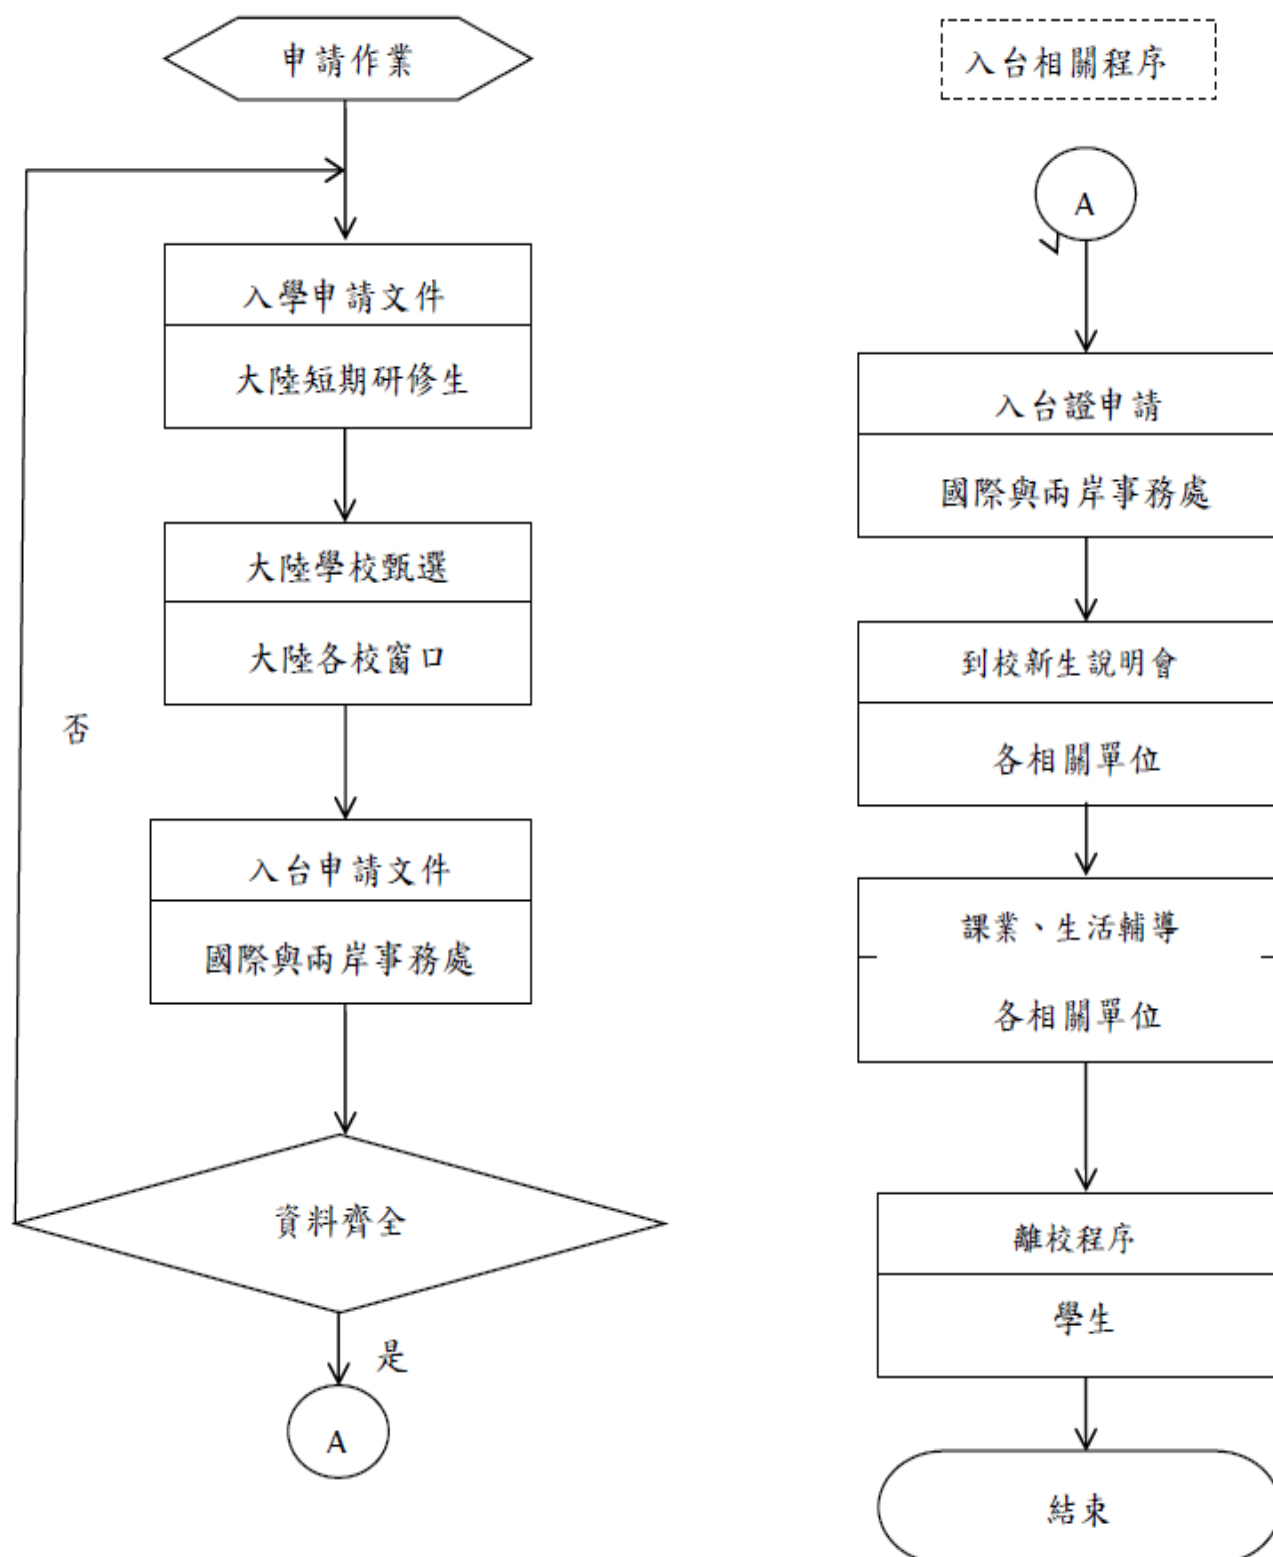 申請作業
入學申請文件
大陸短期研修生
大陸學校甄選
大陸各校窗口
否
入台申請文件
國際與兩岸事務處
資料齊全
是
A
入台相關程序
A
入台證申請
國際與兩岸事務處
到校新生說明會
各相關單位
課業、生活輔導
各相關單位
離校程序
學生
結束